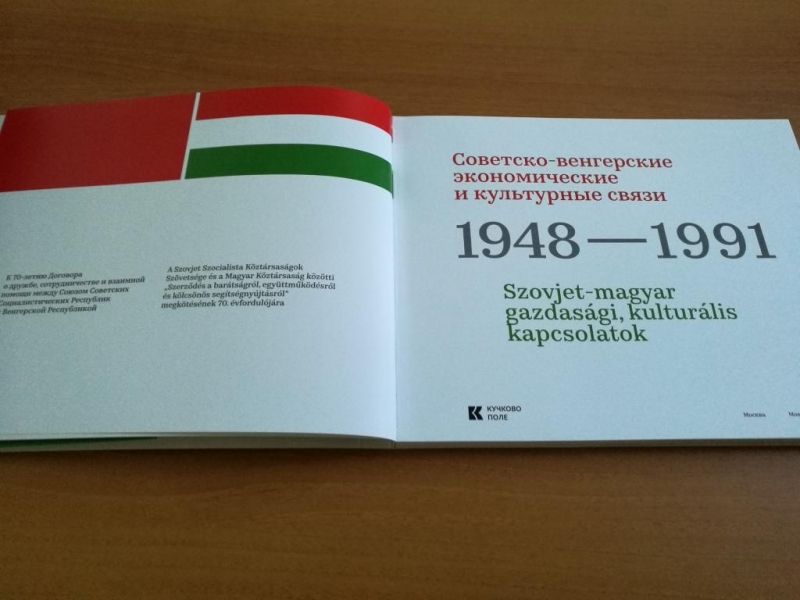 К 70-летию Договора
о дружбе, сотрудничестве и взаимной
помощи между Союзом Советских
Социалистических Республик
Венгерской Республикой
A Szovjet Szocialista Köztársaságok
Szövetsége és a Magyar Köztársaság közötti
„Szerződés a barátságról, együttműködésről
és kölcsönös segítségnyújtásról”
megkötésének 70. évfordulójára
Советско-венгерские
экономические
и культурные связи
1948—1991
Szovjet-magyar
gazdasági, kulturális
kapcsolatok
КУЧКОВО
ПОЛЕ
Москва